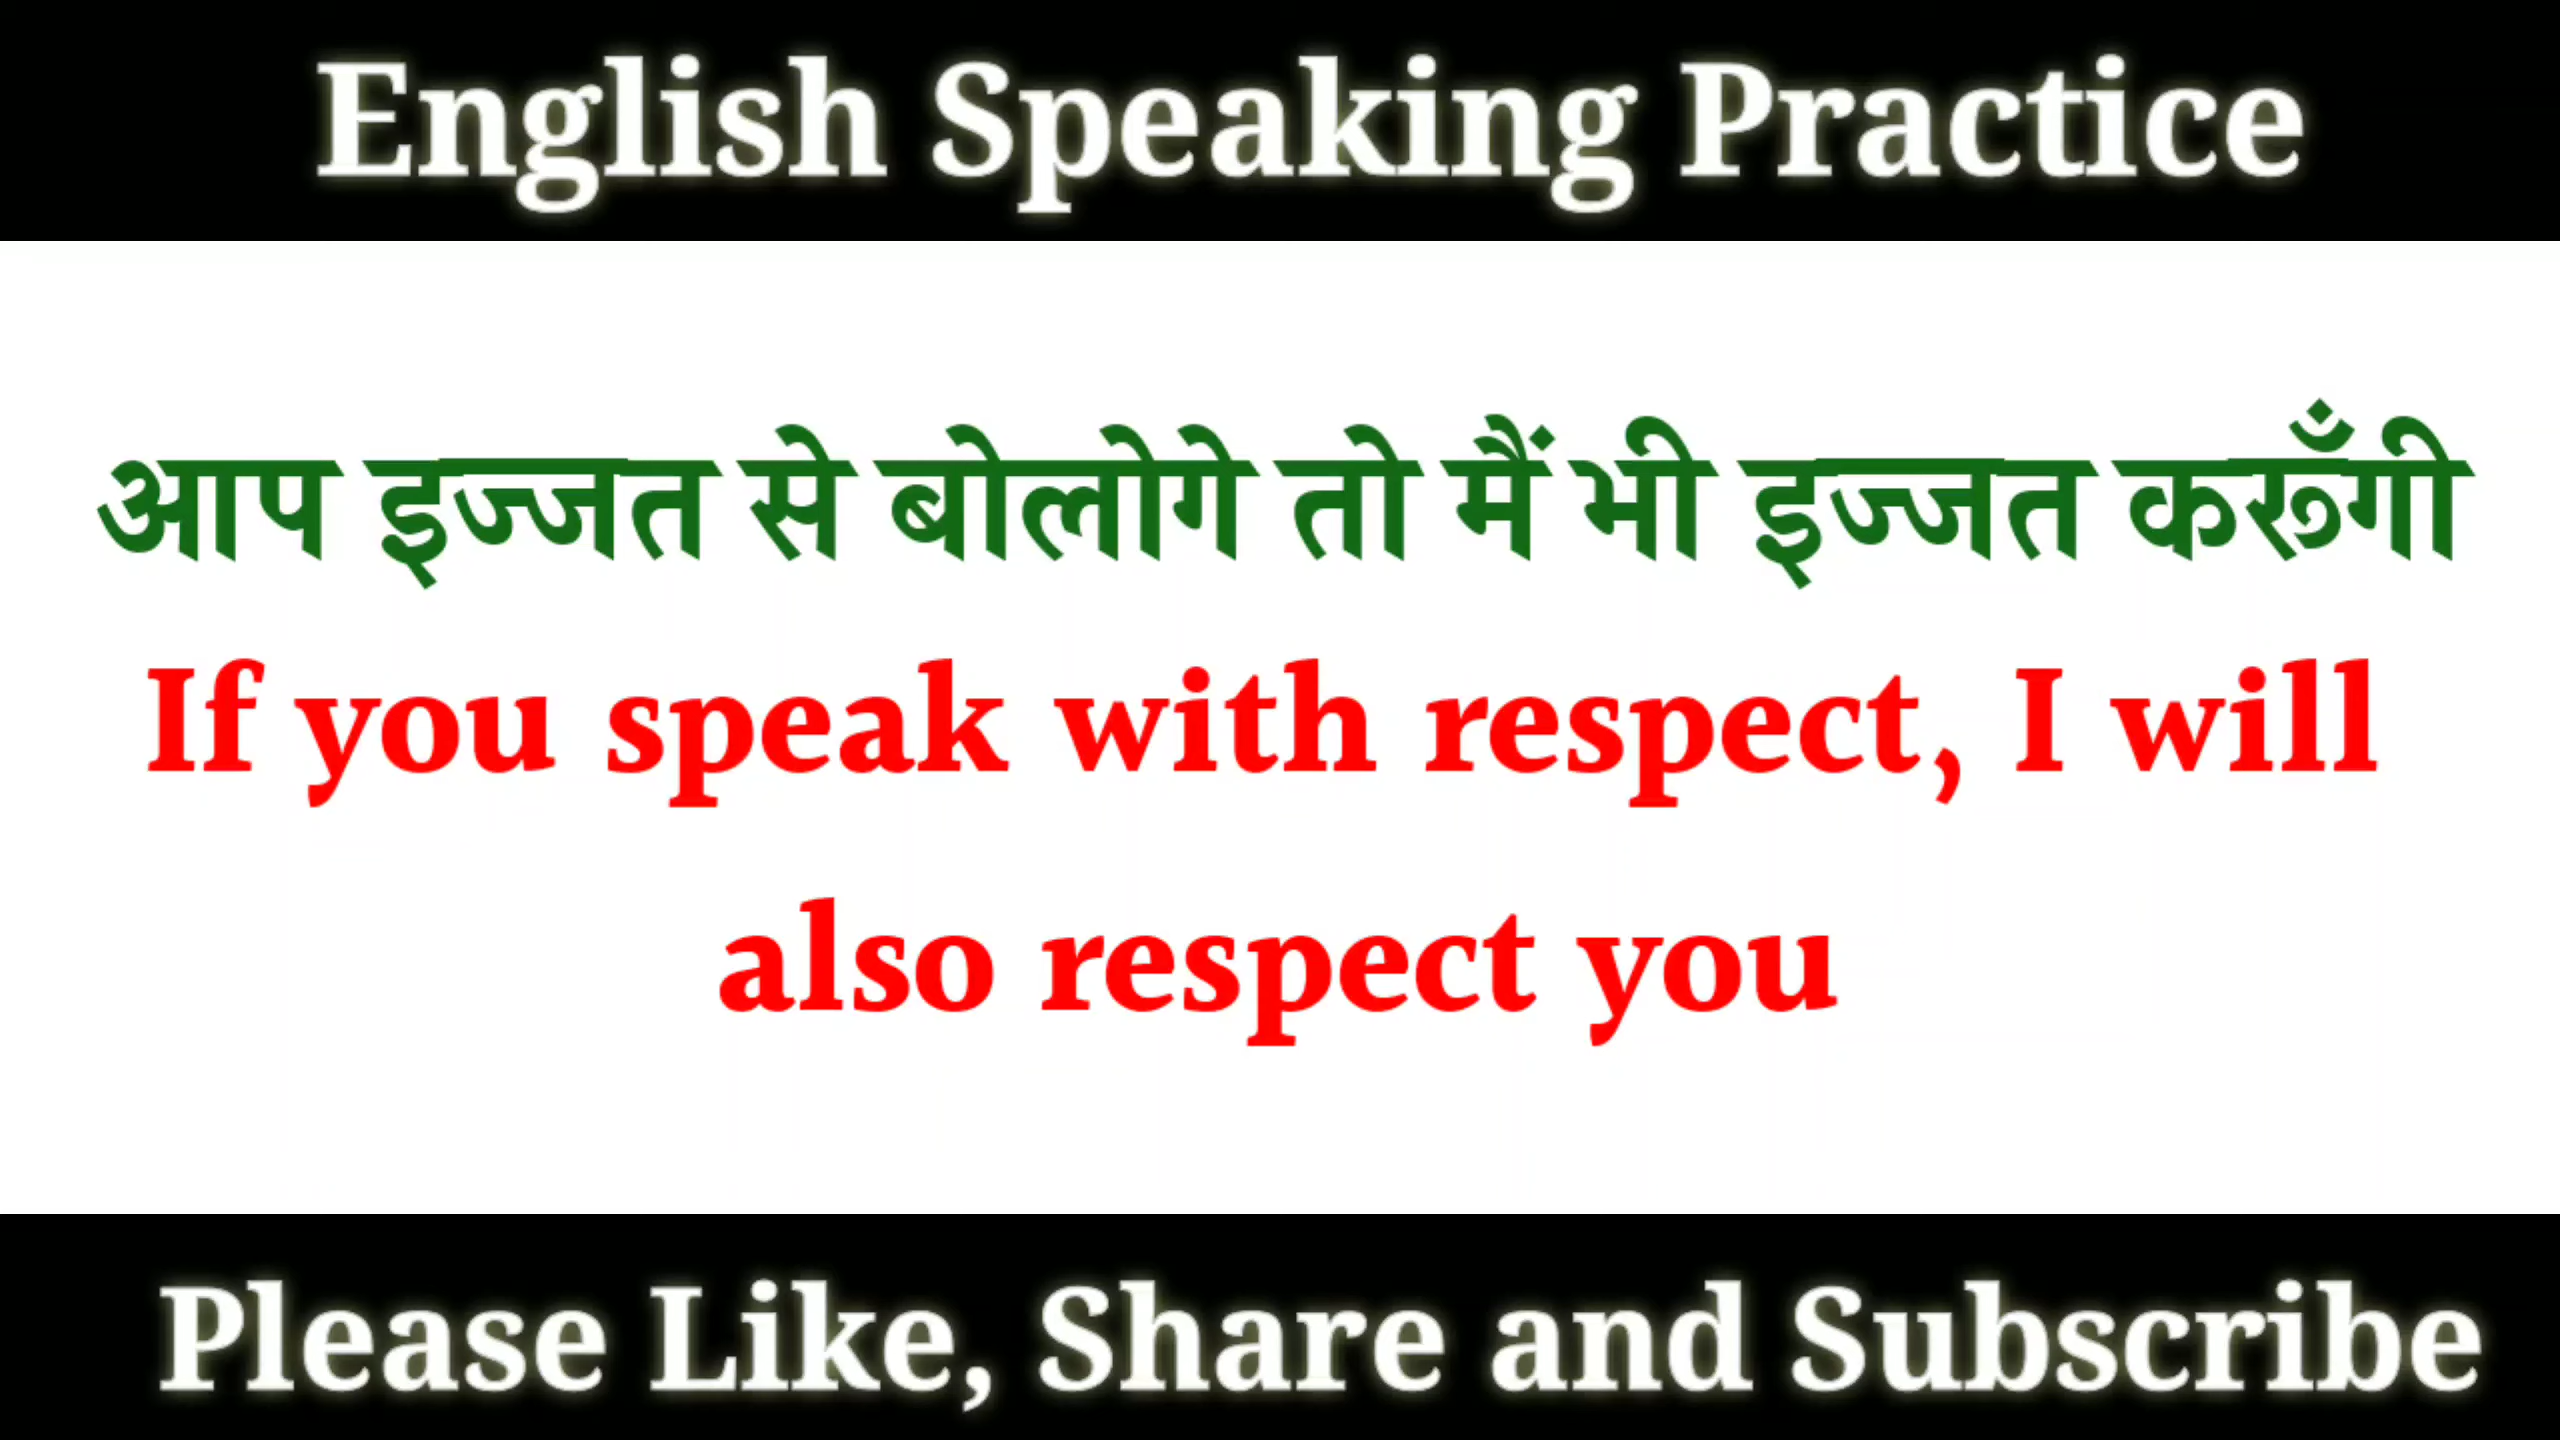 English Speaking Practice
आप इज्जत से बोलोगे तो मैं भी इज्जत करूँगी
If you speak with respect, I will
also respect you
Please Like, Share and Subscribe